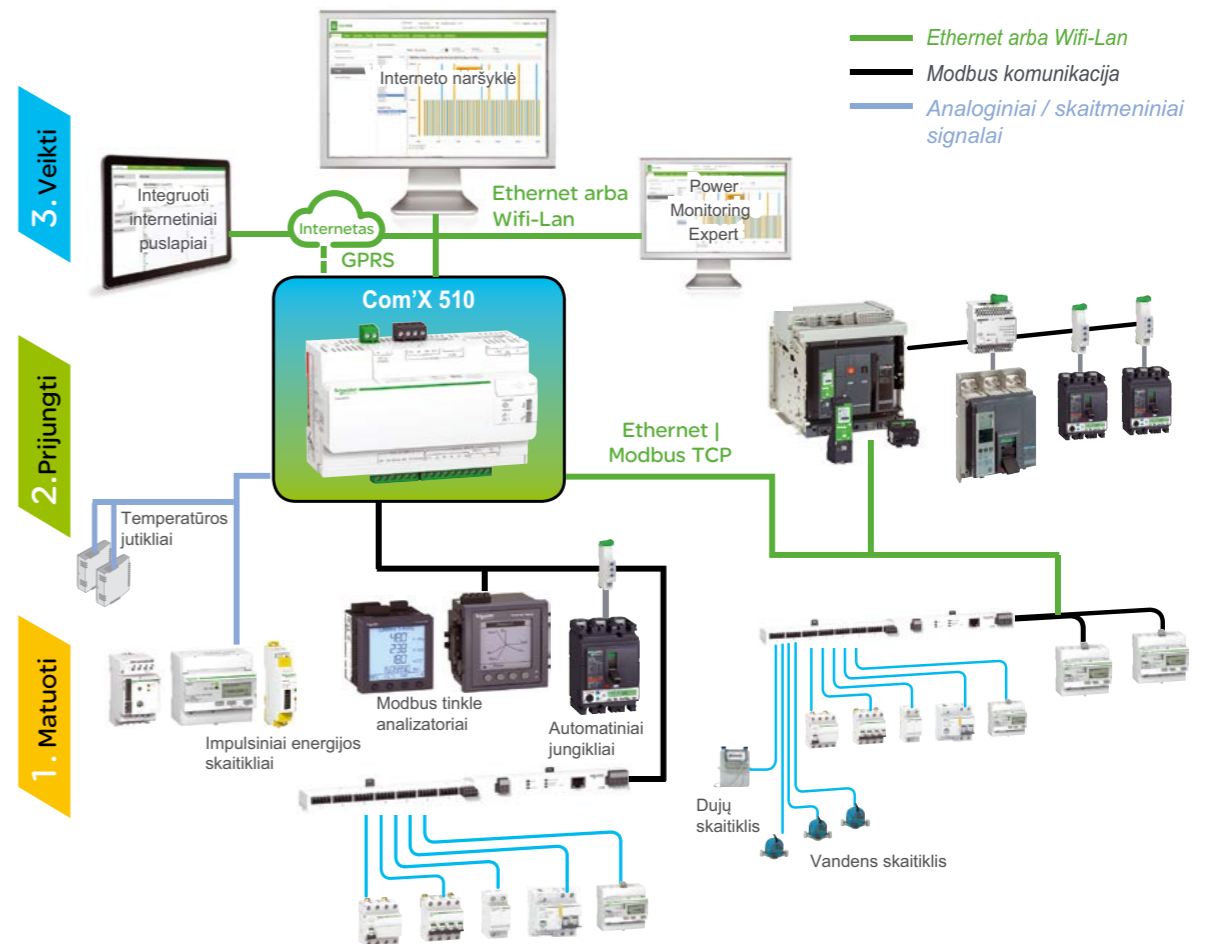 Interneto naršyklė
Ethernet arba Wifi-Lan
Modbus komunikacija
Analoginiai / skaitmeniniai
signalai
3. Veikti
Integruoti
internetiniai
puslapiai
Internetas
GPRS
Ethernet arba
Wifi-Lan
Power
Monitoring
Expert
Com’X 510
2.Prijungti
Ethernet |
Modbus TCP
Temperatūros
jutikliai
1. Matuoti
Impulsiniai energijos
skaitikliai
Modbus tinkle
analizatoriai
Automatiniai
jungikliai
Dujų
skaitiklis
Vandens skaitiklis